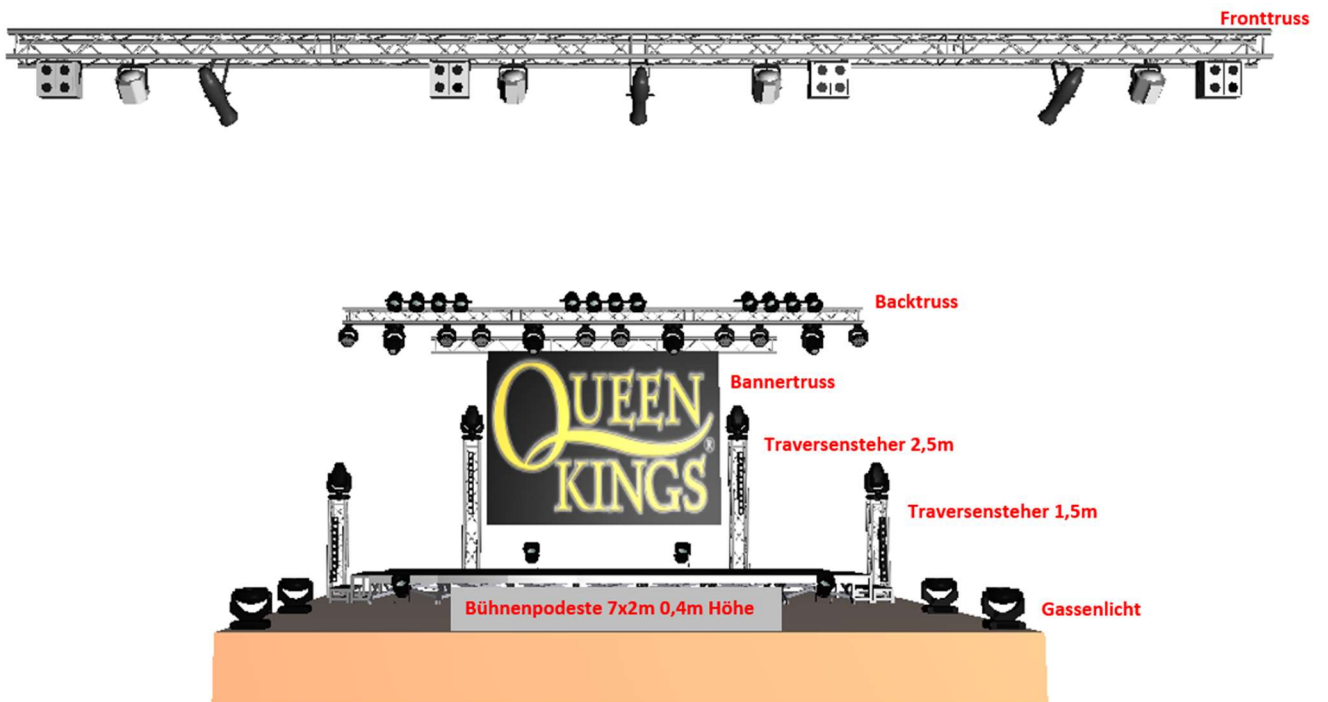 Fronttruss
Backtruss
Bannertruss
QUEEN
KINGS®
Traversensteher 2,5m
Traversensteher 1,5m
Bühnenpodeste 7x2m 0,4m Höhe
Gassenlicht